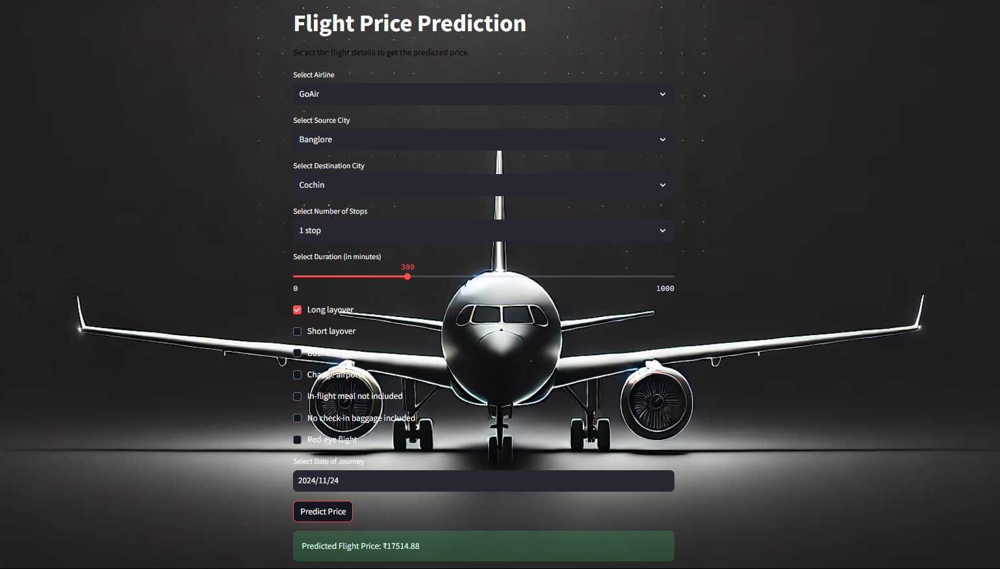 Flight Price Prediction
Select the flight details to get the predicted price.
Select Airline
GoAir
Select Source City
Banglore
Select Destination City
Cochin
Select Number of Stops
1 stop
Select Duration (in minutes)
300
0 1000
Long layover
Short layover
Change airport
In-flight meal not included
No check-in baggage included
Red-eye flight
Select Date of Journey
2024/11/24
Predict Price
Predicted Flight Price: ₹17514.88